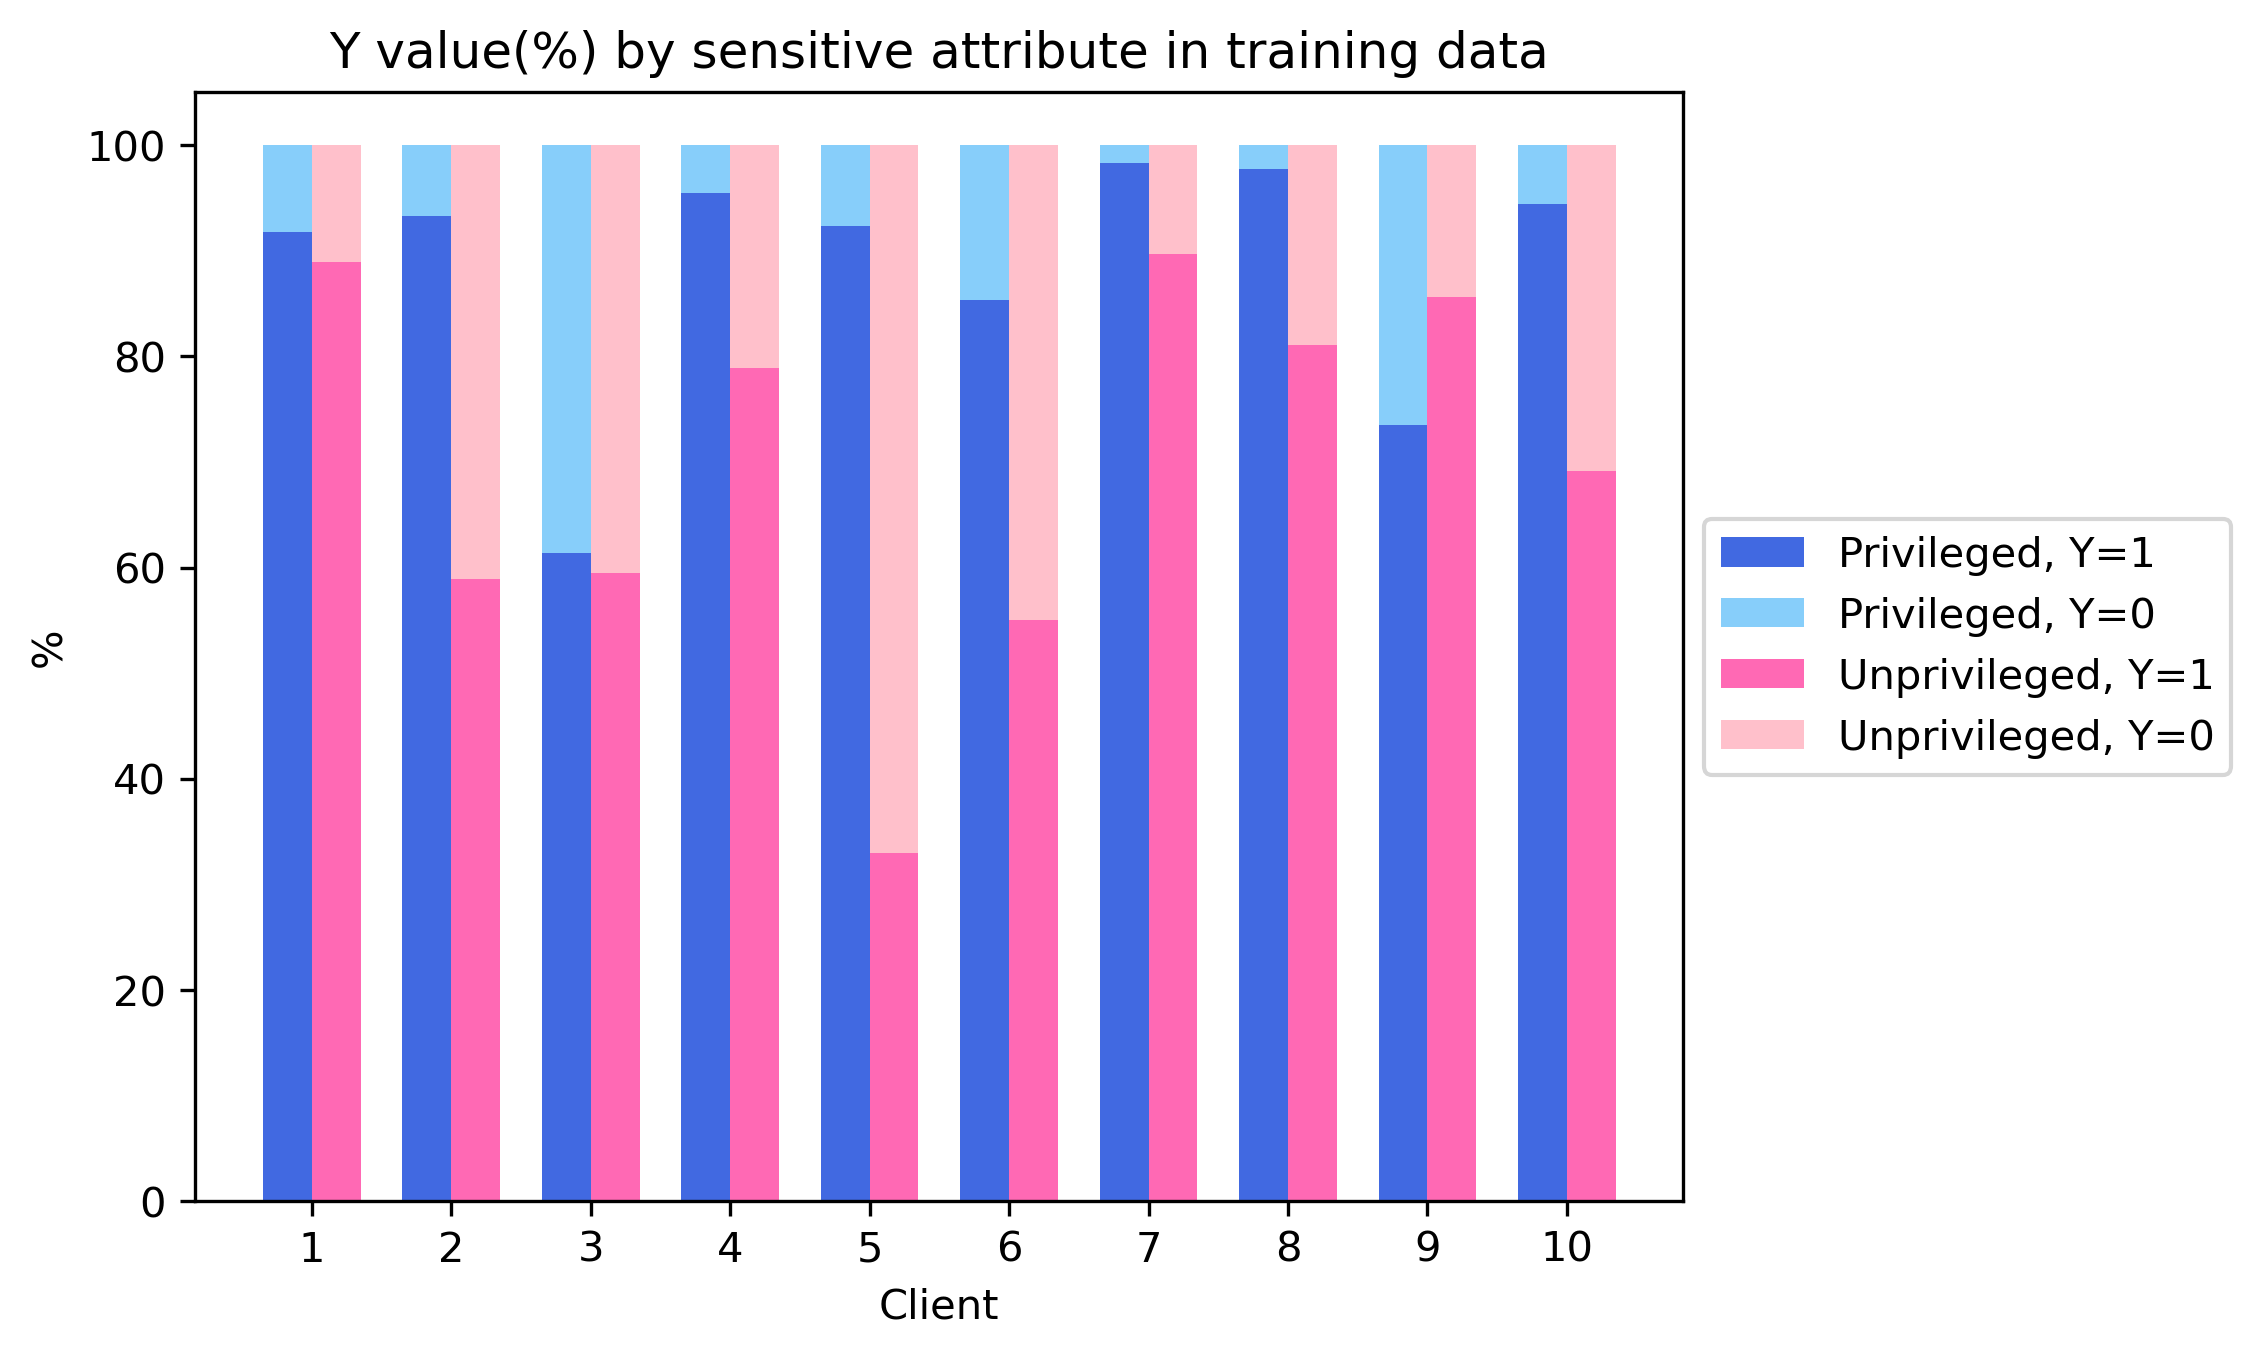 Y value(%) by sensitive attribute in training data
100
80
60
40
20
0
%
1 2 3 4 5 6 7 8 9 10
Client
Privileged, Y=1
Privileged, Y=0
Unprivileged, Y=1
Unprivileged, Y=0